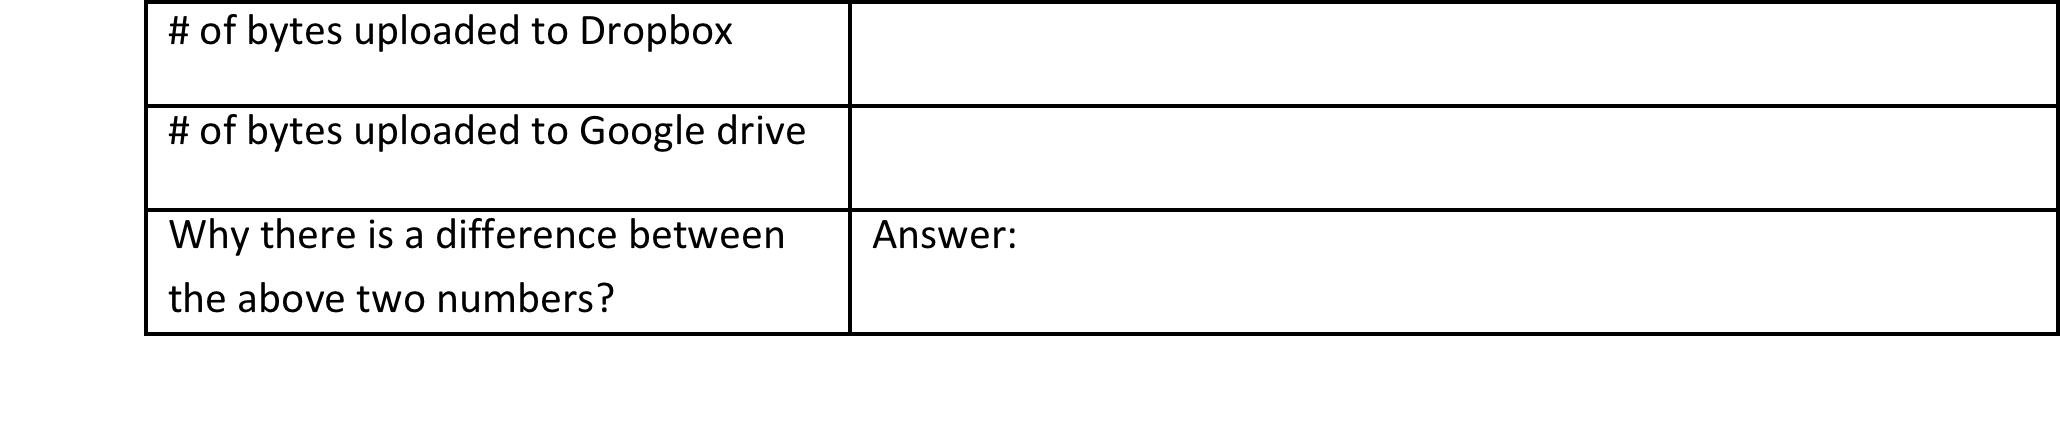 # of bytes uploaded to Dropbox
# of bytes uploaded to Google drive
Why there is a difference between
the above two numbers?
Answer: